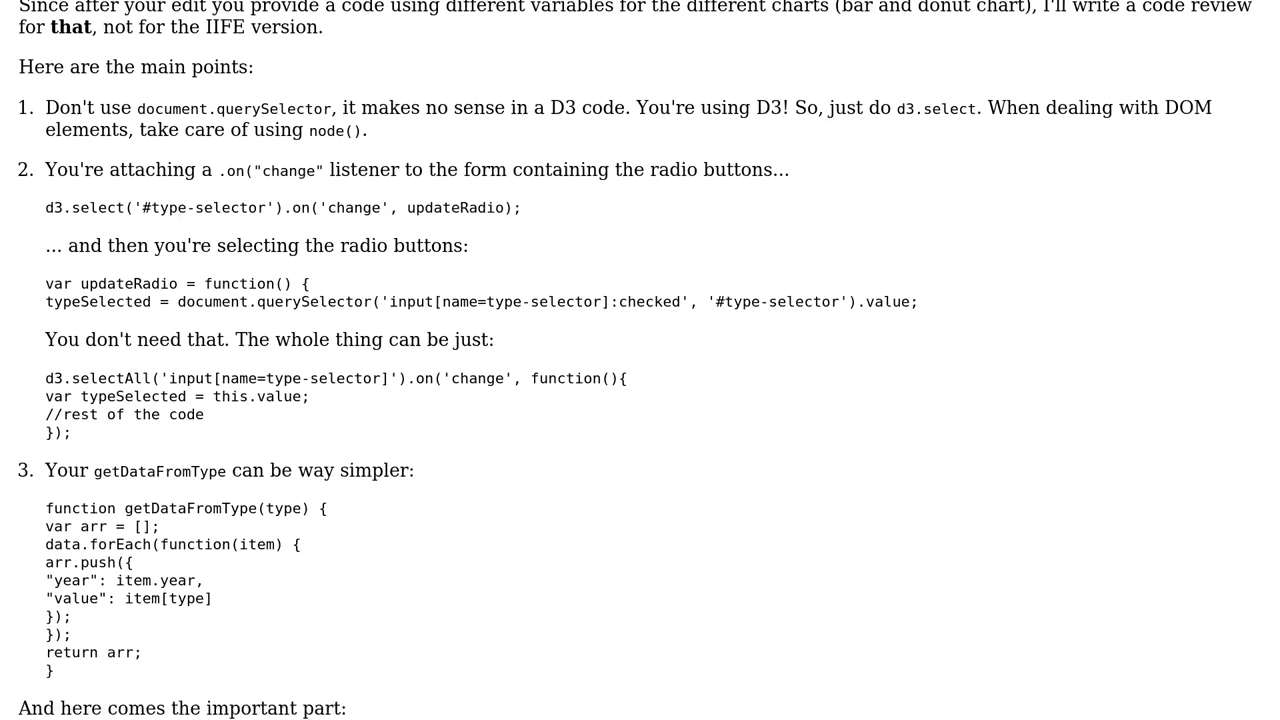 Since after your edit you provide a code using different variables for the different charts (bar and donut chart), I'll write a code review
for that, not for the IIFE version.
Here are the main points:
1. Don't use document.querySelector, it makes no sense in a D3 code. You're using D3! So, just do d3.select. When dealing with DOM
elements, take care of using node().
2. You're attaching a .on("change" listener to the form containing the radio buttons...
d3.select('#type-selector').on('change', updateRadio);
... and then you're selecting the radio buttons:
var updateRadio = function() {
typeSelected = document.querySelector('input[name=type-selector]:checked', '#type-selector').value;
You don't need that. The whole thing can be just:
d3.selectAll('input[name=type-selector]').on('change', function(){
var typeSelected = this.value;
//rest of the code
});
3. Your getDataFromType can be way simpler:
function getDataFromType(type) {
var arr = [];
data.forEach(function(item) {
arr.push({
"year": item.year,
"value": item[type]
});
});
return arr;
}
And here comes the important part: